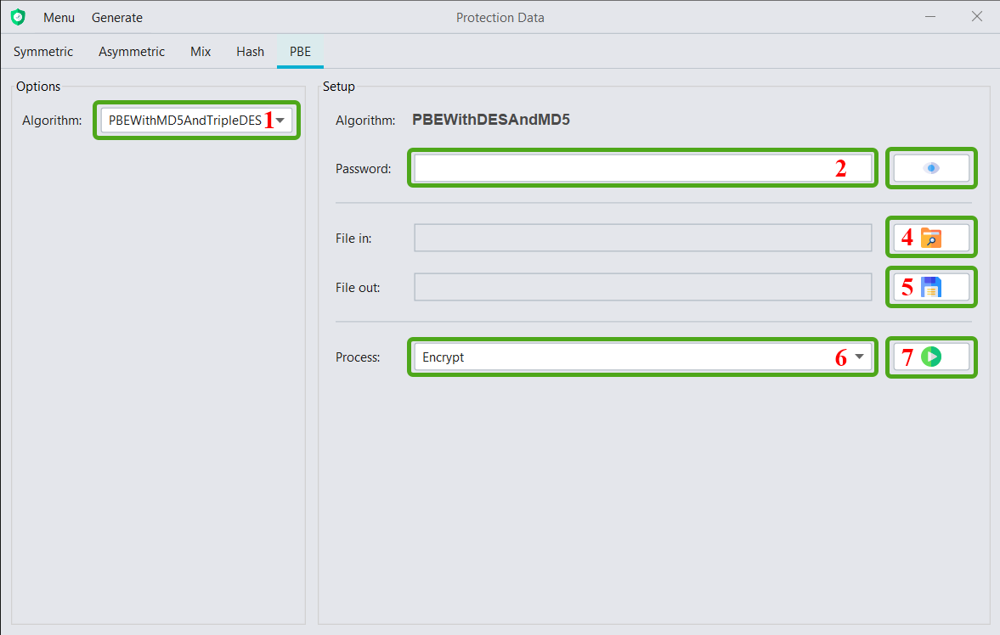 Menu Generate Protection Data
Symmetric Asymmetric Mix Hash PBE
Options
Algorithm: PBEWithMD5AndTripleDES 1
Setup
Algorithm: PBEWithDESAndMD5
Password: 2
File in: 4
File out: 5
Process: Encrypt 6 7